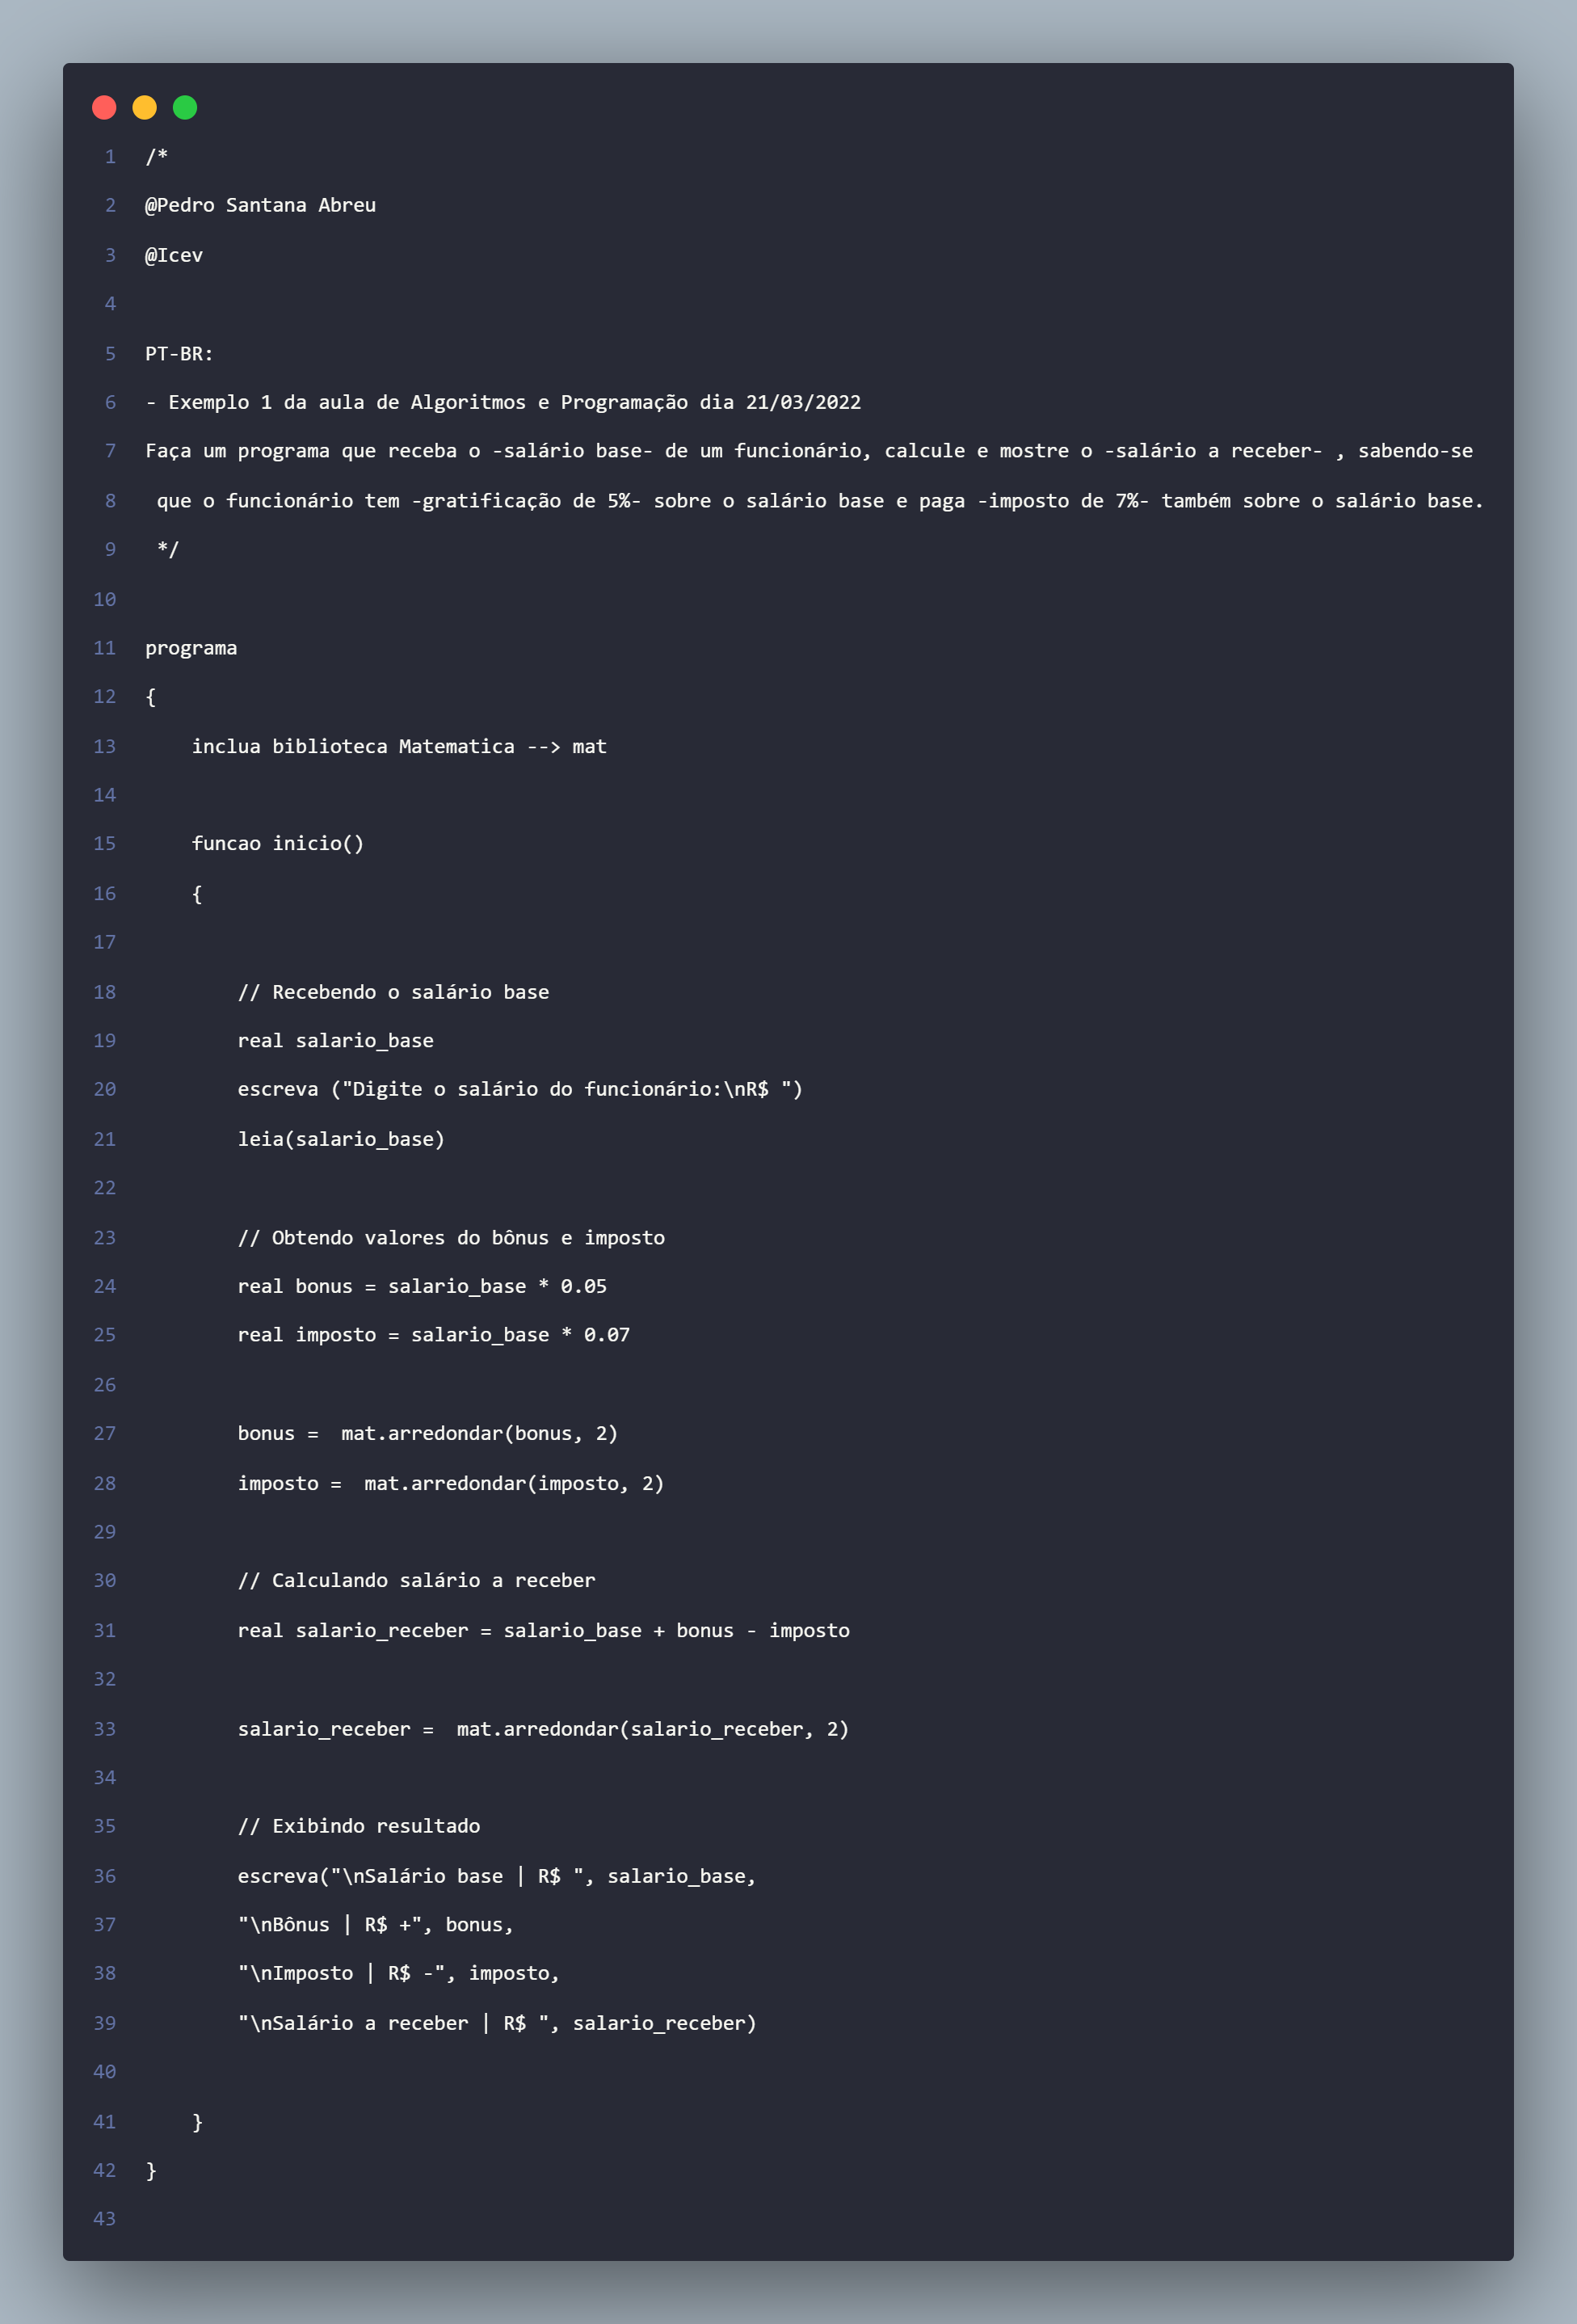 1 /*
2 @Pedro Santana Abreu
3 @Icev
4
5 PT-BR:
6 - Exemplo 1 da aula de Algoritmos e Programação dia 21/03/2022
7 Faça um programa que receba o -salário base- de um funcionário, calcule e mostre o -salário a receber- , sabendo-se
8  que o funcionário tem -gratificação de 5%- sobre o salário base e paga -imposto de 7%- também sobre o salário base.
9  */
10
11 programa
12 {
13     inclua biblioteca Matematica --> mat
14
15     funcao inicio()
16     {
17
18         // Recebendo o salário base
19         real salario_base
20         escreva ("Digite o salário do funcionário:\nR$ ")
21         leia(salario_base)
22
23         // Obtendo valores do bônus e imposto
24         real bonus = salario_base * 0.05
25         real imposto = salario_base * 0.07
26
27         bonus =  mat.arredondar(bonus, 2)
28         imposto =  mat.arredondar(imposto, 2)
29
30         // Calculando salário a receber
31         real salario_receber = salario_base + bonus - imposto
32
33         salario_receber =  mat.arredondar(salario_receber, 2)
34
35         // Exibindo resultado
36         escreva("\nSalário base | R$ ", salario_base,
37         "\nBônus | R$ +", bonus,
38         "\nImposto | R$ -", imposto,
39         "\nSalário a receber | R$ ", salario_receber)
40
41     }
42 }
43